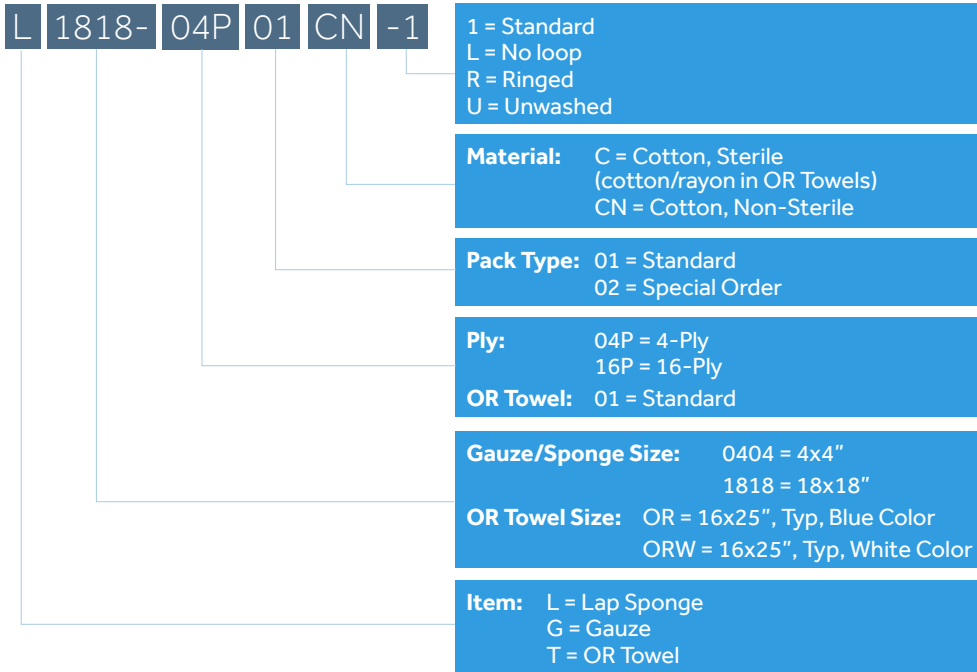 L 1818- 04P 01 CN -1
1 = Standard
L = No loop
R = Ringed
U = Unwashed
Material: C = Cotton, Sterile
(cotton/rayon in OR Towels)
CN = Cotton, Non-Sterile
Pack Type: 01 = Standard
02 = Special Order
Ply: 04P = 4-Ply
16P = 16-Ply
OR Towel: 01 = Standard
Gauze/Sponge Size: 0404 = 4x4″
1818 = 18x18″
OR Towel Size: OR = 16x25″, Typ, Blue Color
ORW = 16x25″, Typ, White Color
Item: L = Lap Sponge
G = Gauze
T = OR Towel